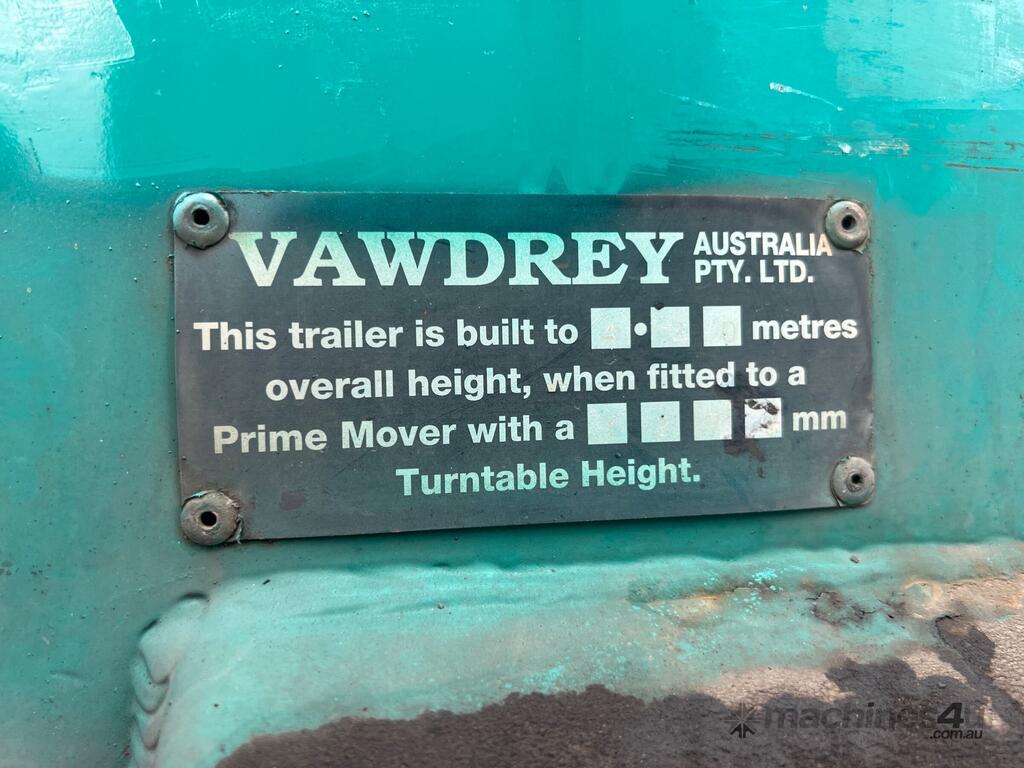 VAWDREY AUSTRALIA PTY. LTD.
This trailer is built to . metres
overall height, when fitted to a
Prime Mover with a mm
Turntable Height.
machines4u
.com.au